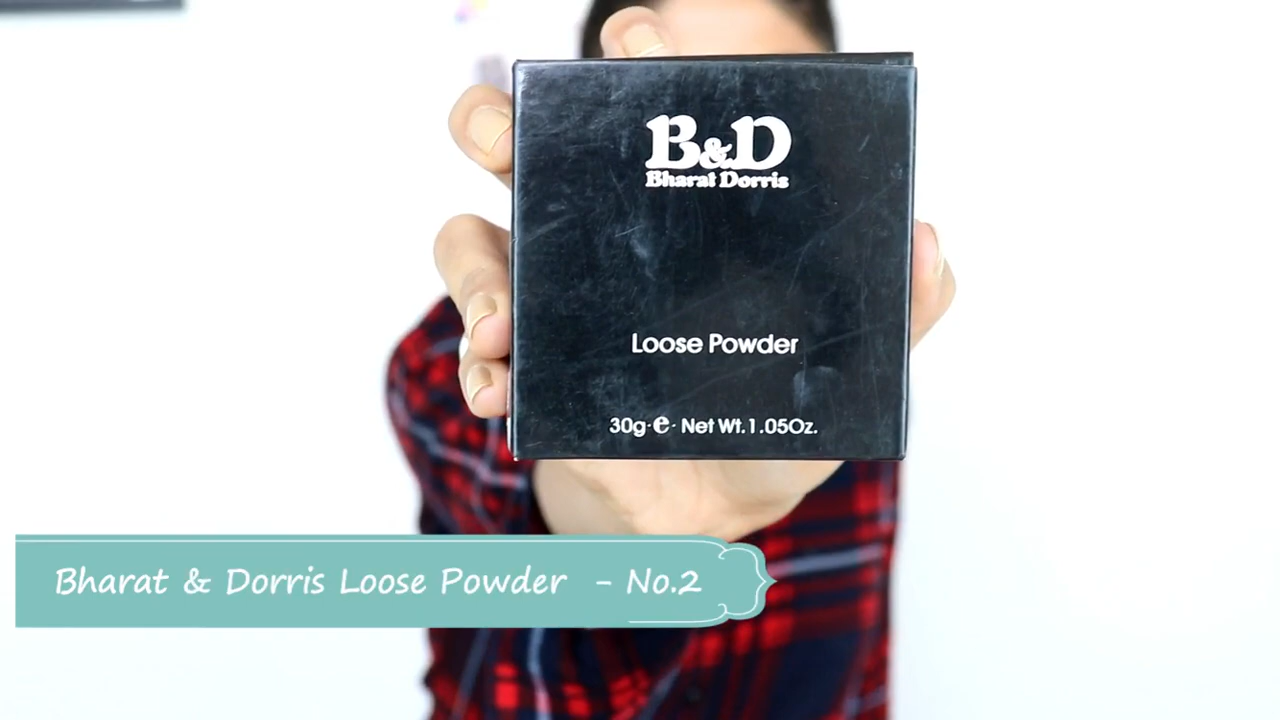 B&D
Bharat Dorris
Loose Powder
30g·e· Net Wt.1.05Oz.
Bharat & Dorris Loose Powder - No.2